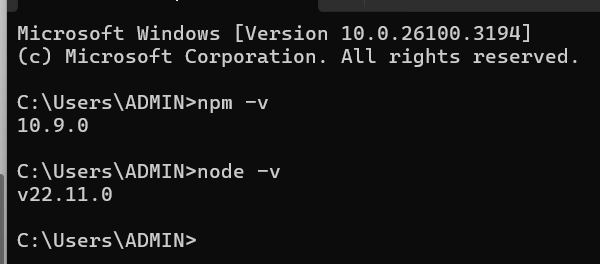 Microsoft Windows [Version 10.0.26100.3194]
(c) Microsoft Corporation. All rights reserved.
C:\Users\ADMIN>npm -v
10.9.0
C:\Users\ADMIN>node -v
v22.11.0
C:\Users\ADMIN>